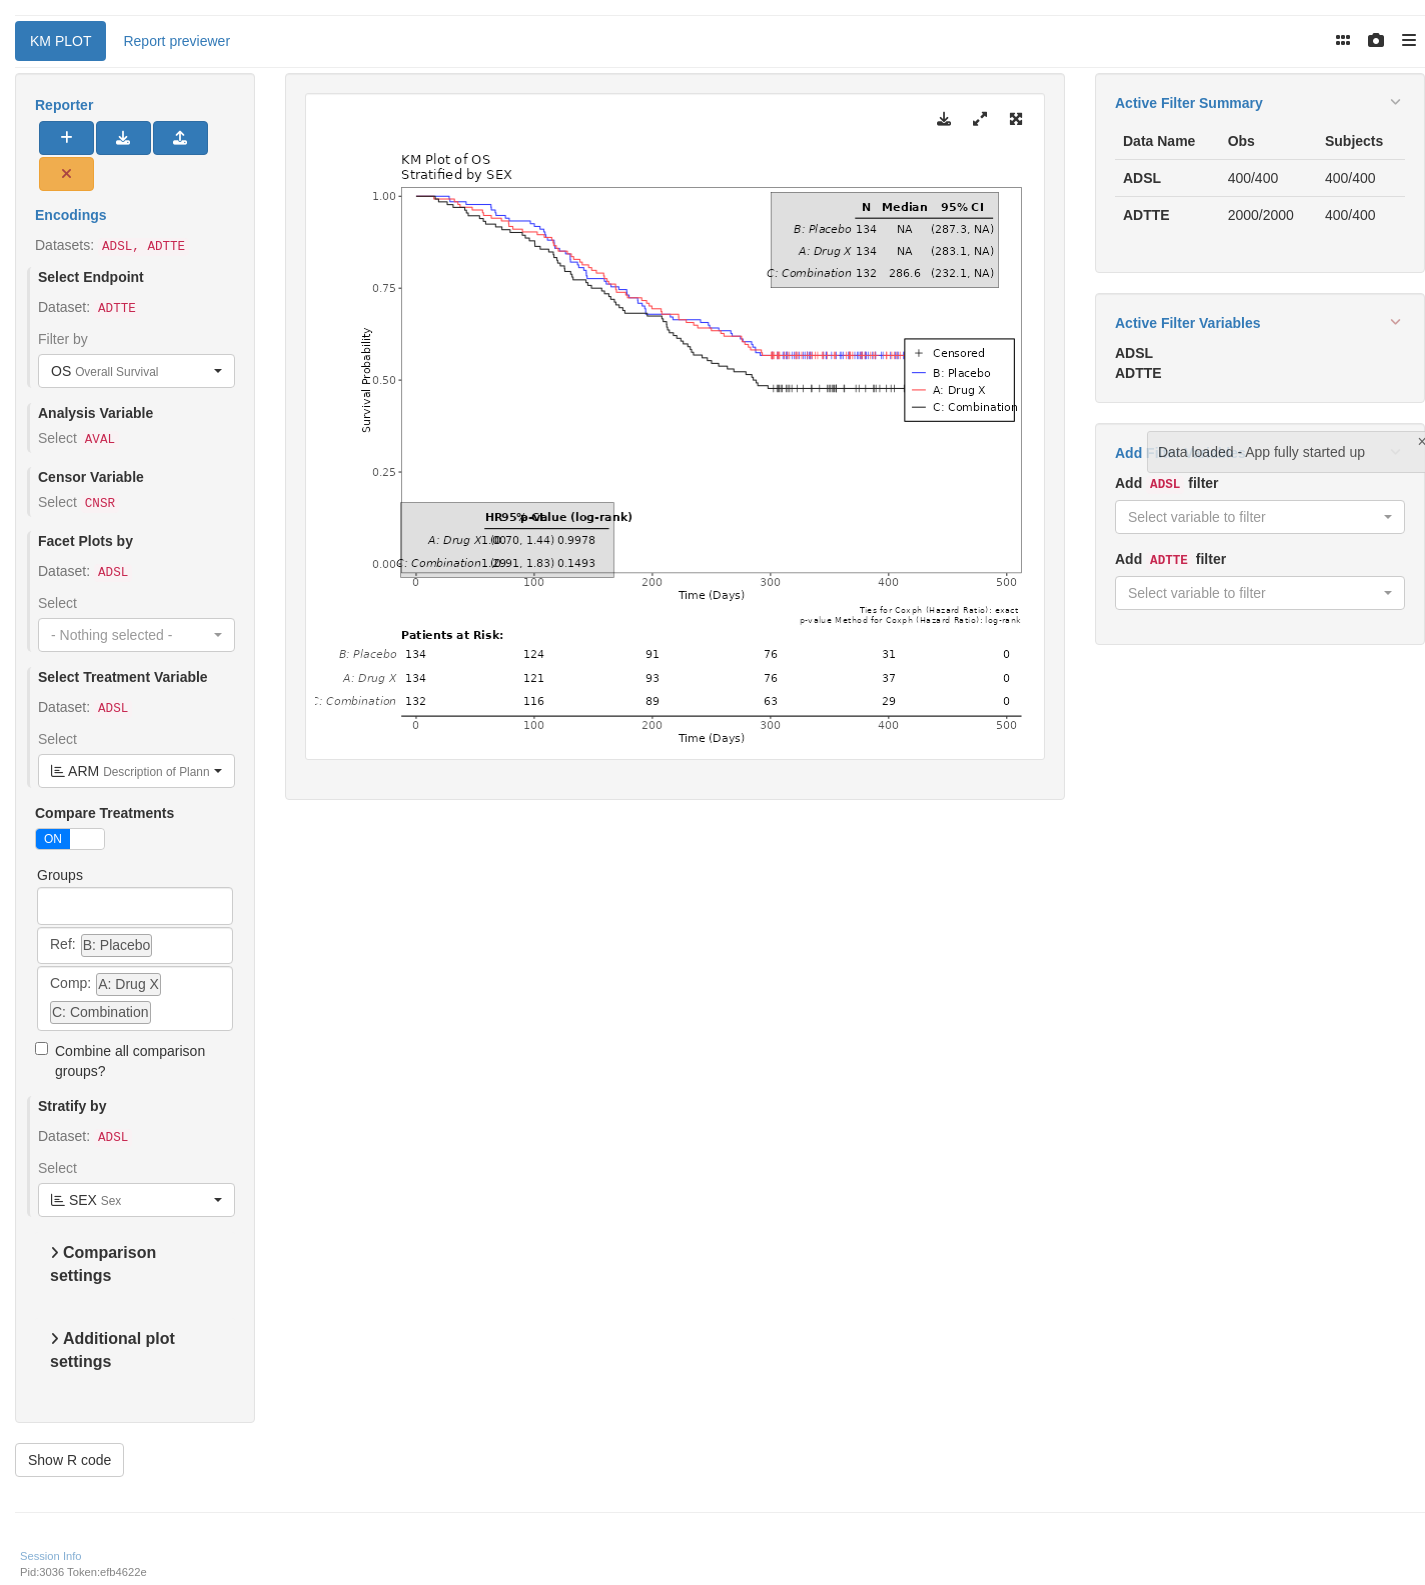 KM PLOT Report previewer
Reporter
Encodings
Datasets: ADSL, ADTTE
Select Endpoint
Dataset: ADTTE
Filter by
OS Overall Survival
Analysis Variable
Select AVAL
Censor Variable
Select CNSR
Facet Plots by
Dataset: ADSL
Select
- Nothing selected -
Select Treatment Variable
Dataset: ADSL
Select
ARM Description of Plann
Compare Treatments
ON
Groups
Ref: B: Placebo
Comp: A: Drug X
C: Combination
Combine all comparison
groups?
Stratify by
Dataset: ADSL
Select
SEX Sex
Comparison
settings
Additional plot
settings
Show R code
Session Info
Pid:3036 Token:efb4622e
KM Plot of OS
Stratified by SEX
Survival Probability
1.00
0.75
0.50
0.25
0.00
N Median 95% CI
B: Placebo 134 NA (287.3, NA)
A: Drug X 134 NA (283.1, NA)
C: Combination 132 286.6 (232.1, NA)
Censored
B: Placebo
A: Drug X
C: Combination
HR 95% CI p-value (log-rank)
A: Drug X 1.00 (0.70, 1.44) 0.9978
C: Combination 1.29 (0.91, 1.83) 0.1493
0 100 200 300 400 500
Time (Days)
Ties for Coxph (Hazard Ratio): exact
p-value Method for Coxph (Hazard Ratio): log-rank
Patients at Risk:
B: Placebo 134 124 91 76 31 0
A: Drug X 134 121 93 76 37 0
C: Combination 132 116 89 63 29 0
0 100 200 300 400 500
Time (Days)
Active Filter Summary
Data Name Obs Subjects
ADSL 400/400 400/400
ADTTE 2000/2000 400/400
Active Filter Variables
ADSL
ADTTE
Add
Data loaded - App fully started up ×
Add ADSL filter
Select variable to filter
Add ADTTE filter
Select variable to filter